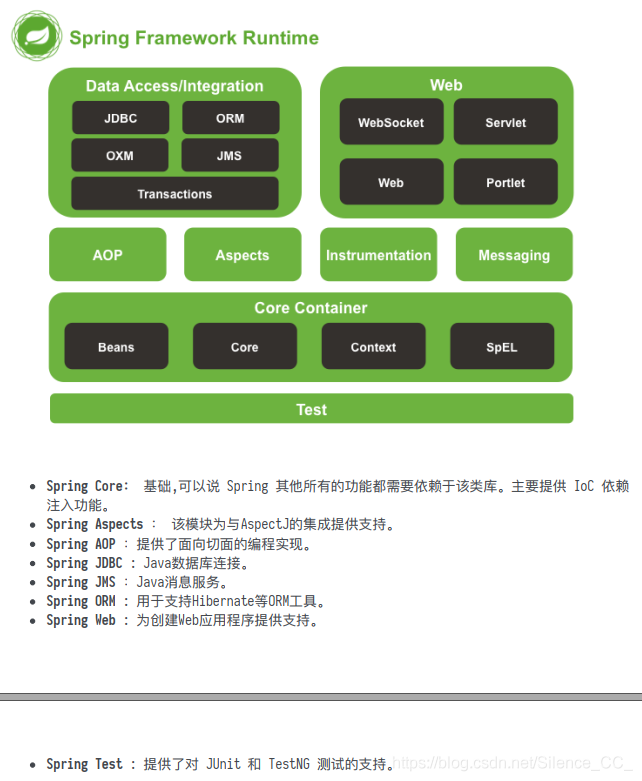 Spring Framework Runtime
Data Access/Integration
Web
JDBC
ORM
WebSocket
Servlet
OXM
JMS
Web
Portlet
Transactions
AOP
Aspects
Instrumentation
Messaging
Core Container
Beans
Core
Context
SpEL
Test
Spring Core: 基础,可以说 Spring 其他所有的功能都需要依赖于该类库。主要提供 IoC 依赖
注入功能。
Spring Aspects : 该模块为与AspectJ的集成提供支持。
Spring AOP : 提供了面向切面的编程实现。
Spring JDBC : Java数据库连接。
Spring JMS : Java消息服务。
Spring ORM : 用于支持Hibernate等ORM工具。
Spring Web : 为创建Web应用程序提供支持。
Spring Test : 提供了对 JUnit 和 TestNG 测试的支持。
https://blog.csdn.net/Silence_CC_